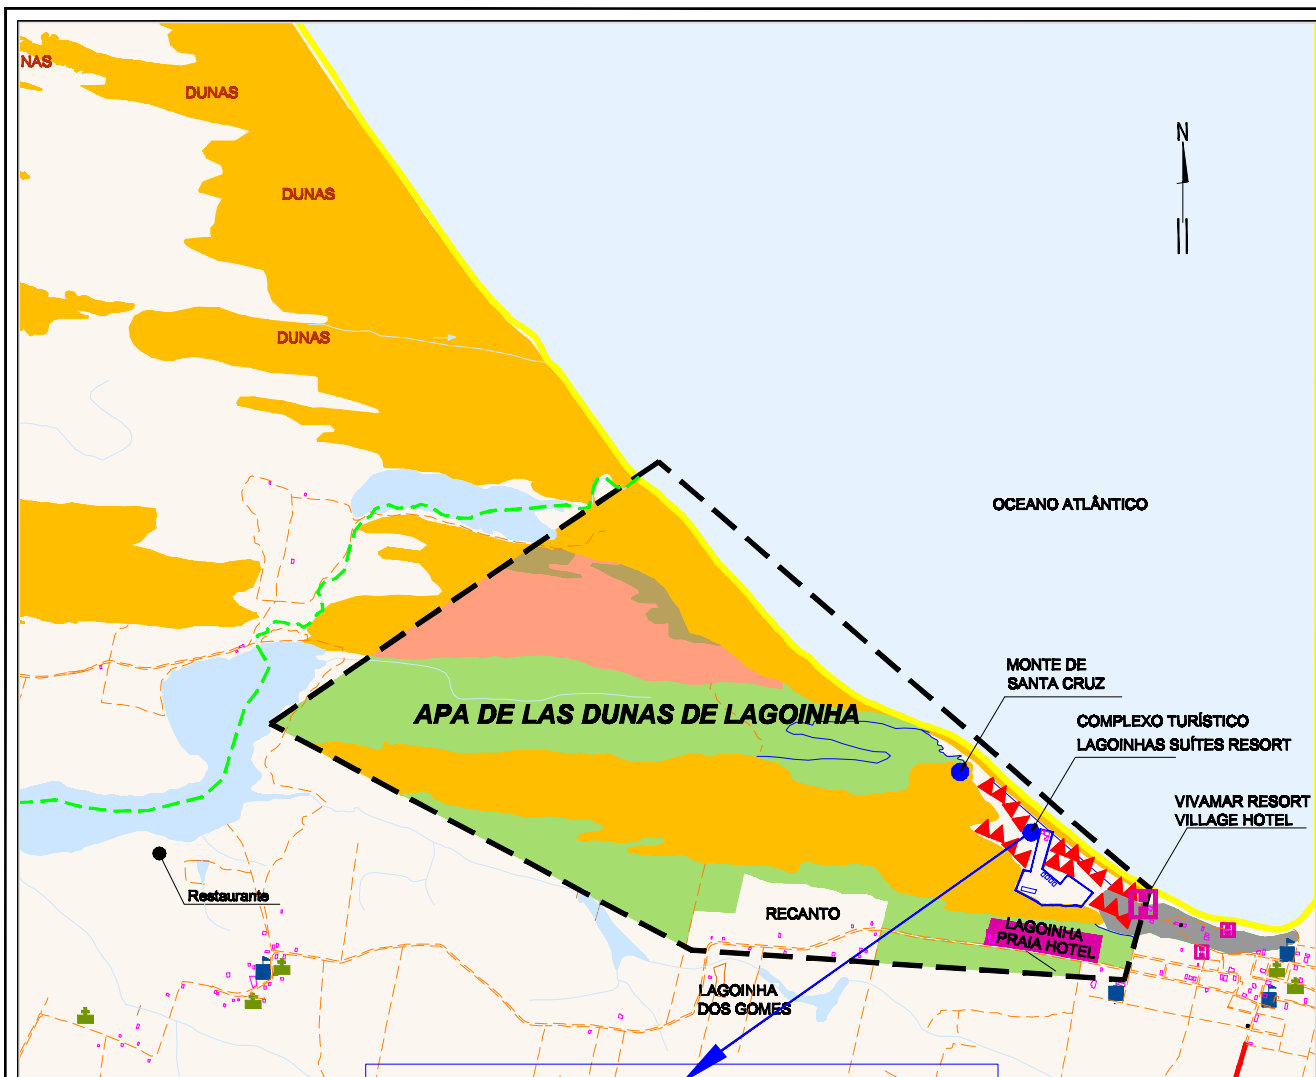 NAS
DUNAS
N
DUNAS
DUNAS
OCEANO ATLÂNTICO
MONTE DE
SANTA CRUZ
APA DE LAS DUNAS DE LAGOINHA
COMPLEXO TURÍSTICO
LAGOINHAS SUÍTES RESORT
VIVAMAR RESORT
VILLAGE HOTEL
Restaurante
RECANTO
LAGOINHA
PRAIA HOTEL
H
H
H
LAGOINHA
DOS GOMES